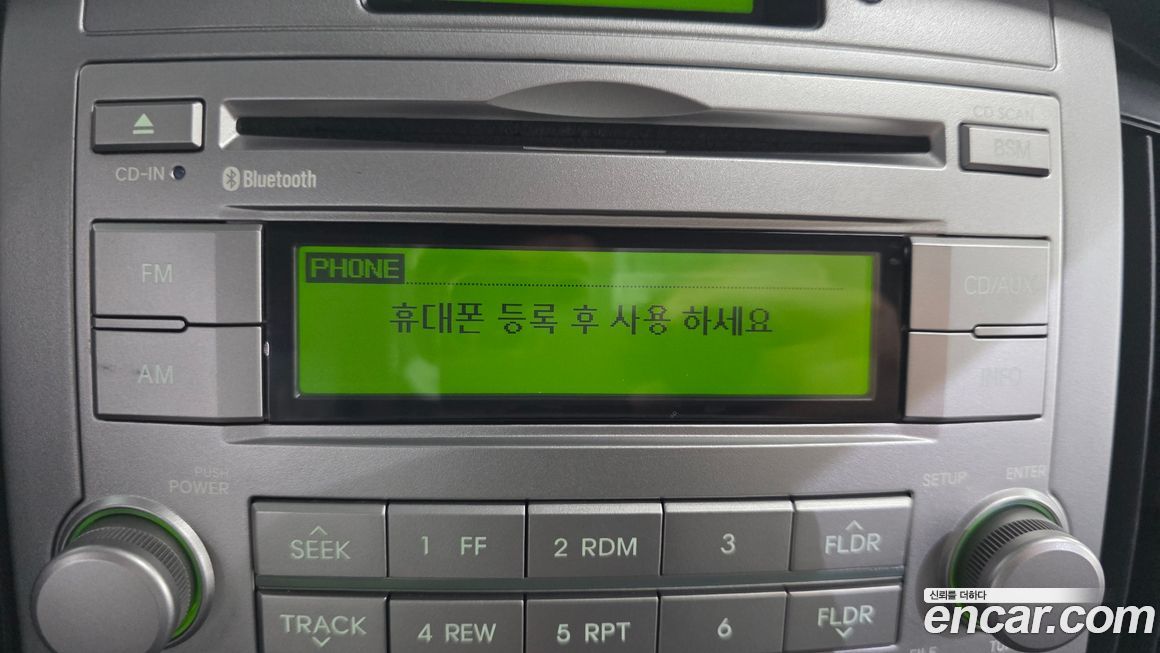 CD SCAN
BSM
CD-IN
Bluetooth
FM
PHONE
CD/AUX
휴대폰 등록 후 사용 하세요
AM
INFO
PUSH
POWER
SETUP
ENTER
SEEK
1 FF
2 RDM
3
FLDR
TRACK
4 REW
5 RPT
6
FLDR
신뢰를 더하다
encar.com